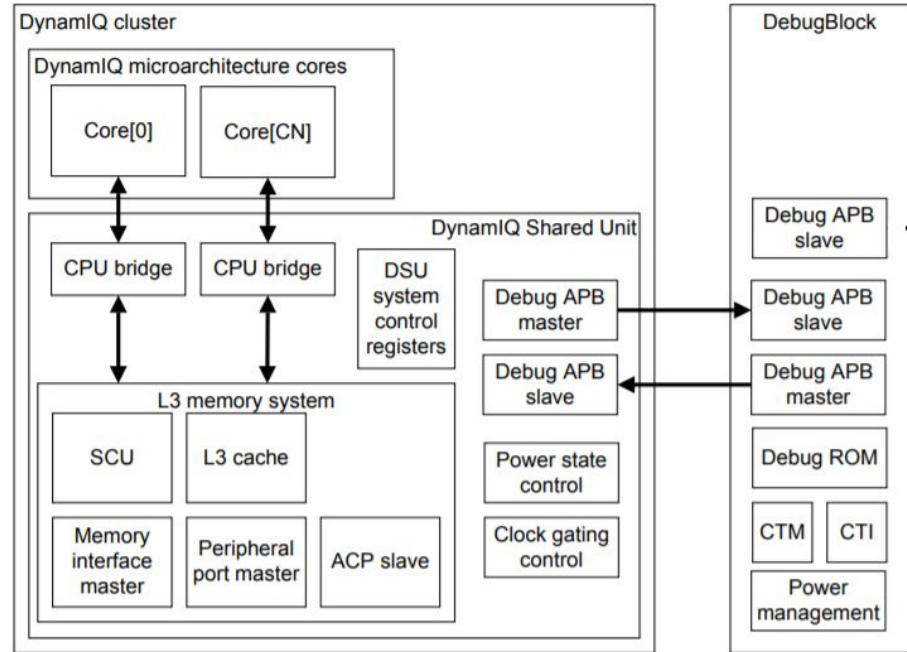 DynamIQ cluster
DynamIQ microarchitecture cores
Core[0]
Core[CN]
DynamIQ Shared Unit
CPU bridge
CPU bridge
DSU
system
control
registers
Debug APB
master
Debug APB
slave
L3 memory system
SCU
L3 cache
Memory
interface
master
Peripheral
port master
ACP slave
Power state
control
Clock gating
control
DebugBlock
Debug APB
slave
Debug APB
slave
Debug APB
master
Debug ROM
CTM
CTI
Power
management